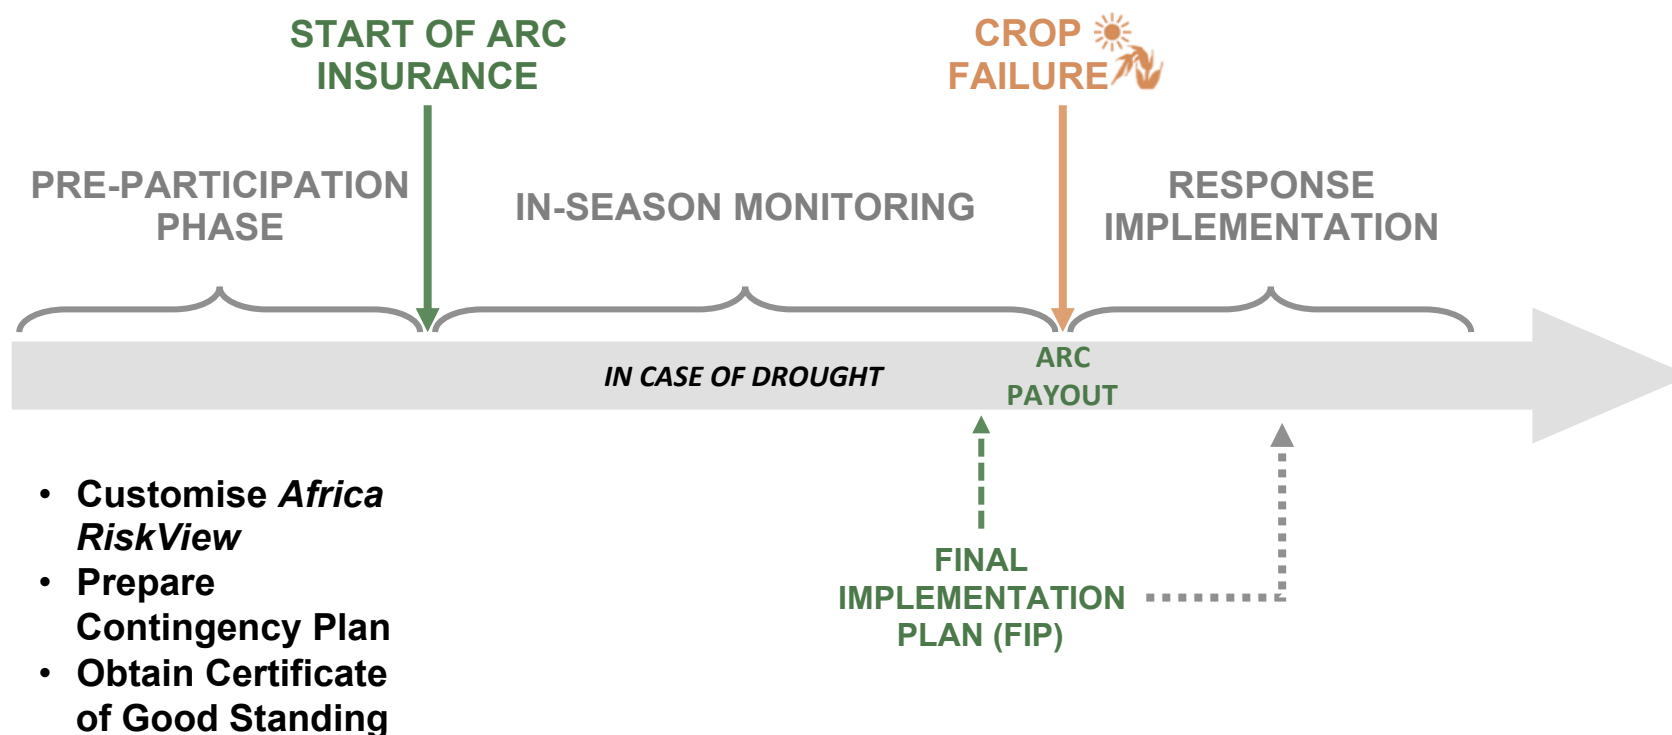 START OF ARC
INSURANCE
CROP
FAILURE
PRE-PARTICIPATION
PHASE
IN-SEASON MONITORING
RESPONSE
IMPLEMENTATION
IN CASE OF DROUGHT
ARC
PAYOUT
• Customise Africa
RiskView
• Prepare
Contingency Plan
• Obtain Certificate
of Good Standing
FINAL
IMPLEMENTATION
PLAN (FIP)